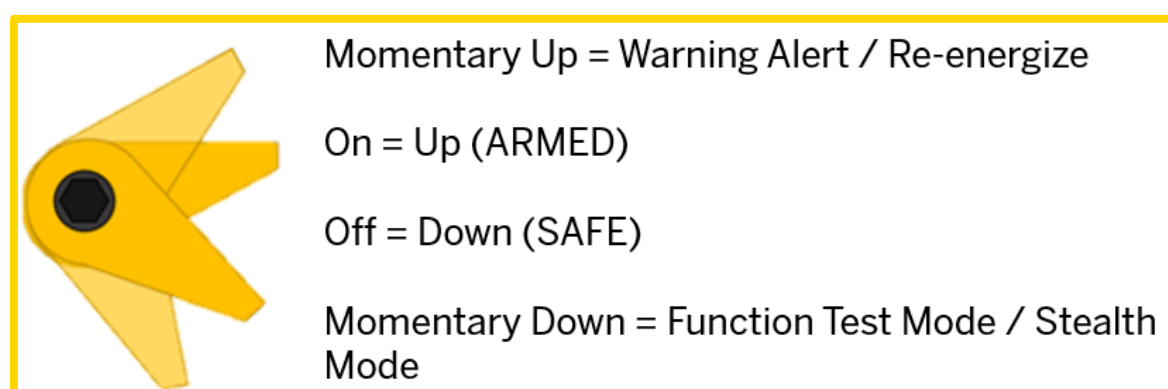 Momentary Up = Warning Alert / Re-energize
On = Up (ARMED)
Off = Down (SAFE)
Momentary Down = Function Test Mode / Stealth
Mode